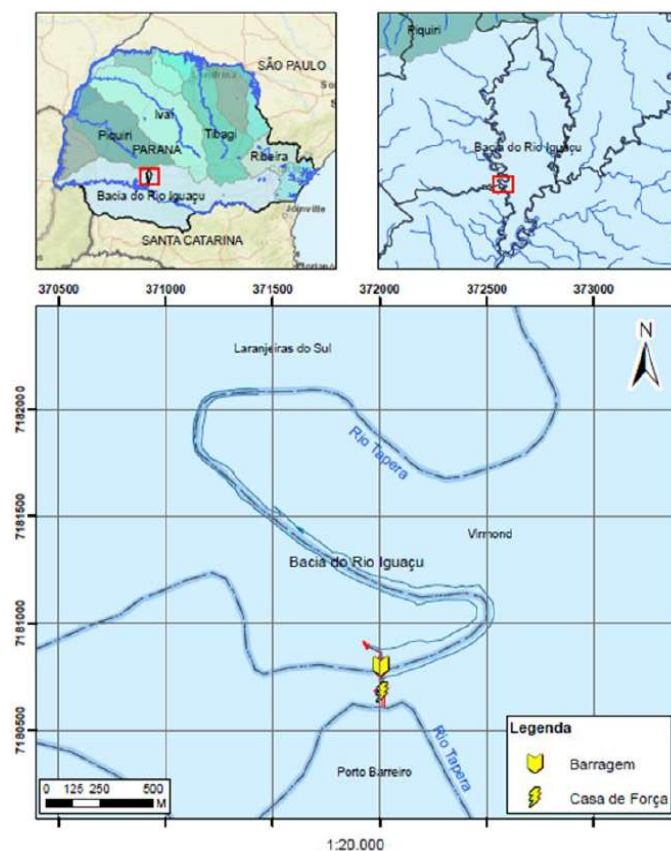 SÃO PAULO
Ivaí
Piquiri
Tibagi
PARANÁ
Ribeira
Bacia do Rio Iguaçu
Joinville
SANTA CATARINA
Piquiri
Bacia do Rio Iguaçu
370500 371000 371500 372000 372500 373000
7182000
7181500
7181000
7180500
Laranjeiras do Sul
N
Rio Tapera
Virmond
Bacia do Rio Iguaçu
Porto Barreiro
Rio Tapera
Legenda
Barragem
Casa de Força
0 125 250 500
M
1:20.000